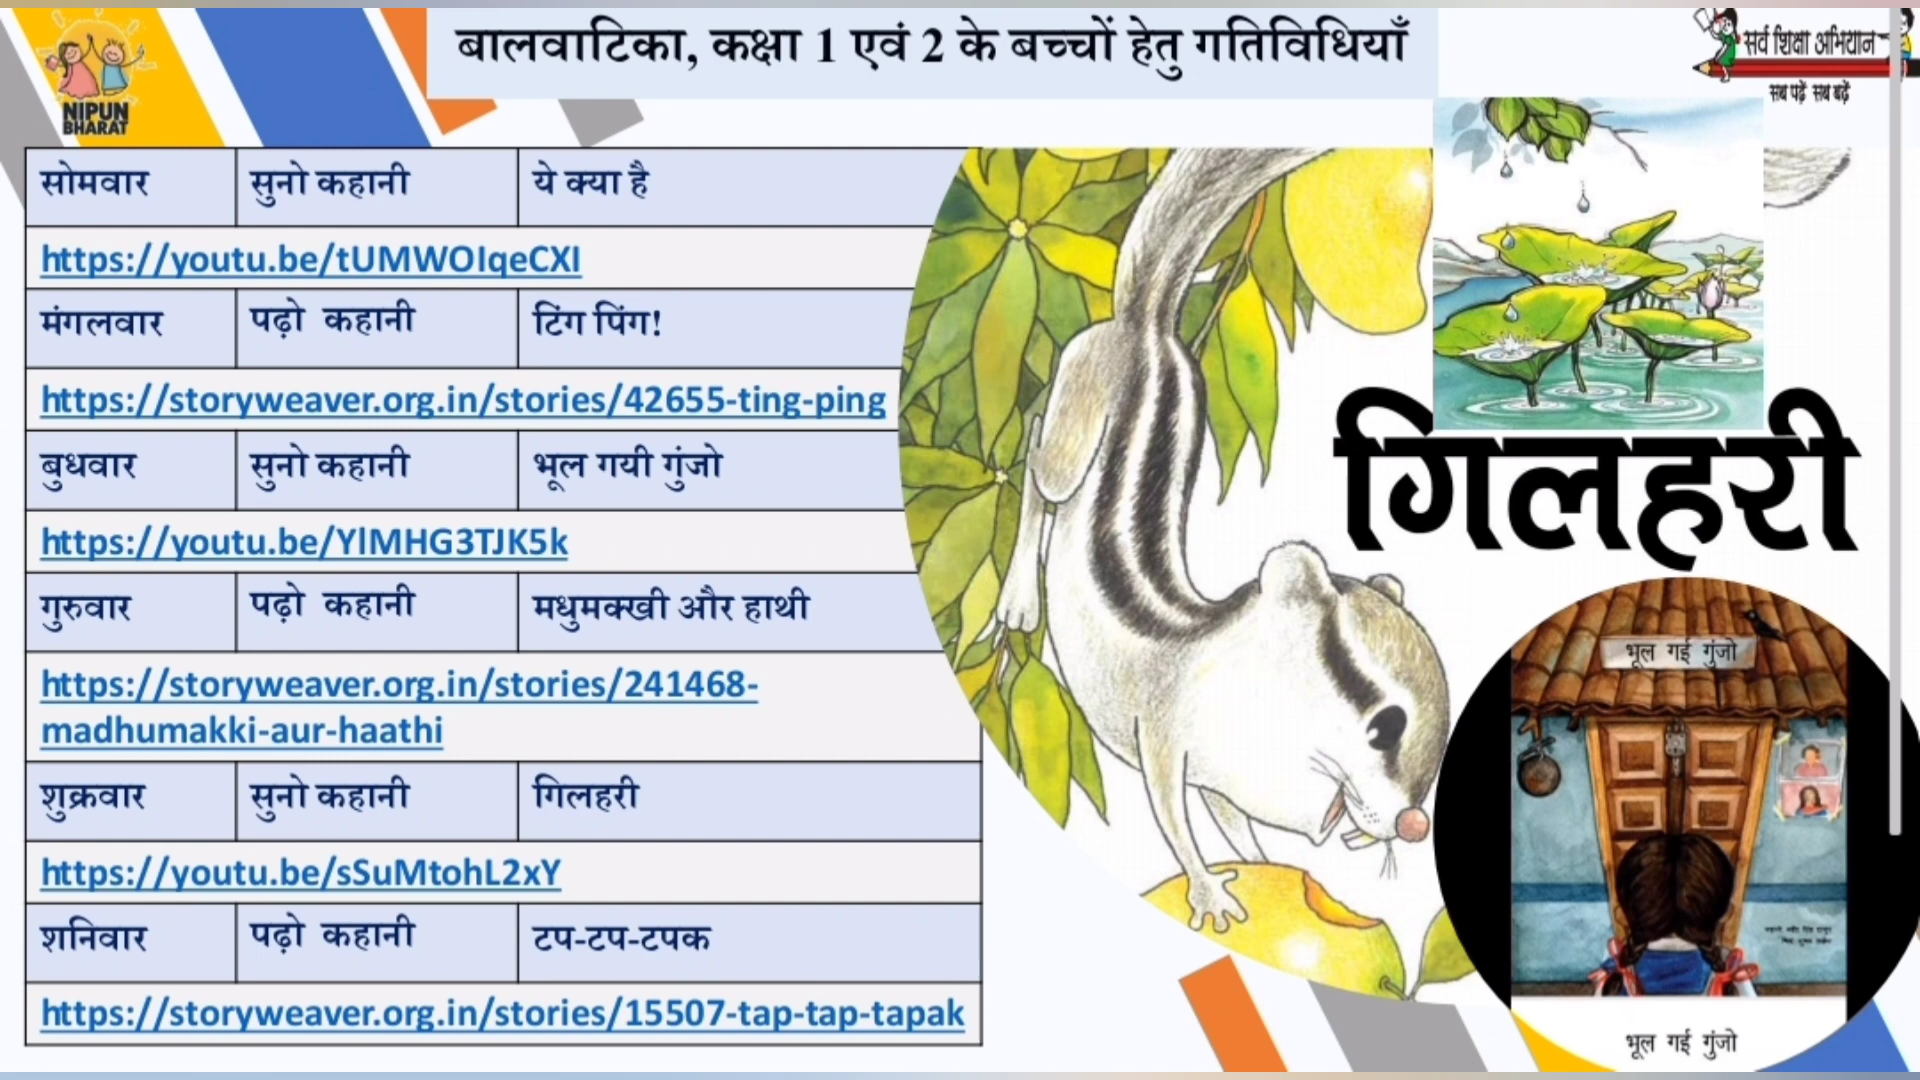 बालवाटिका, कक्षा 1 एवं 2 के बच्चों हेतु गतिविधियाँ
NIPUN
BHARAT
सर्व शिक्षा अभियान
सब पढ़ें सब बढ़ें
सोमवार सुनो कहानी ये क्या है
https://youtu.be/tUMWOIqeCXI
मंगलवार पढ़ो कहानी टिंग पिंग!
https://storyweaver.org.in/stories/42655-ting-ping
बुधवार सुनो कहानी भूल गयी गुंजो
https://youtu.be/YlMHG3TJK5k
गुरुवार पढ़ो कहानी मधुमक्खी और हाथी
https://storyweaver.org.in/stories/241468-
madhumakki-aur-haathi
शुक्रवार सुनो कहानी गिलहरी
https://youtu.be/sSuMtohL2xY
शनिवार पढ़ो कहानी टप-टप-टपक
https://storyweaver.org.in/stories/15507-tap-tap-tapak
गिलहरी
भूल गई गुंजो
भूल गई गुंजो